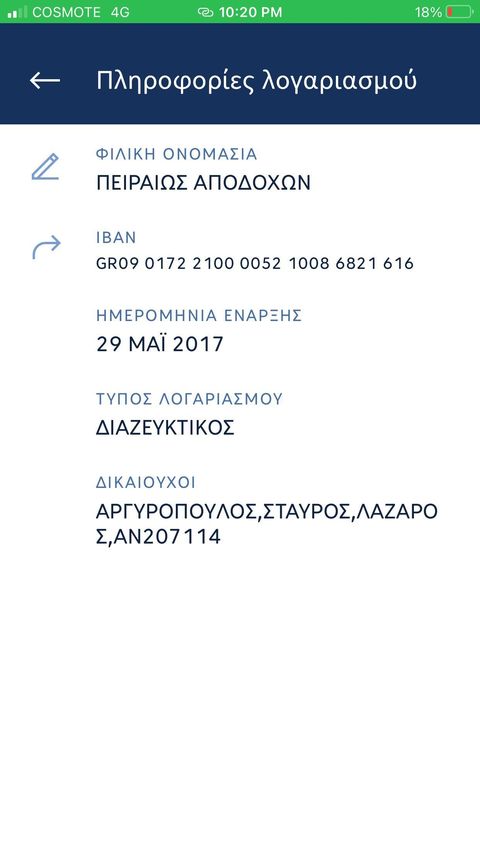 COSMOTE 4G 10:20 PM 18%
Πληροφορίες λογαριασμού
ΦΙΛΙΚΗ ΟΝΟΜΑΣΙΑ
ΠΕΙΡΑΙΩΣ ΑΠΟΔΟΧΩΝ
IBAN
GR09 0172 2100 0052 1008 6821 616
ΗΜΕΡΟΜΗΝΙΑ ΕΝΑΡΞΗΣ
29 ΜΑΪ 2017
ΤΥΠΟΣ ΛΟΓΑΡΙΑΣΜΟΥ
ΔΙΑΖΕΥΚΤΙΚΟΣ
ΔΙΚΑΙΟΥΧΟΙ
ΑΡΓΥΡΟΠΟΥΛΟΣ,ΣΤΑΥΡΟΣ,ΛΑΖΑΡΟ
Σ,ΑΝ207114